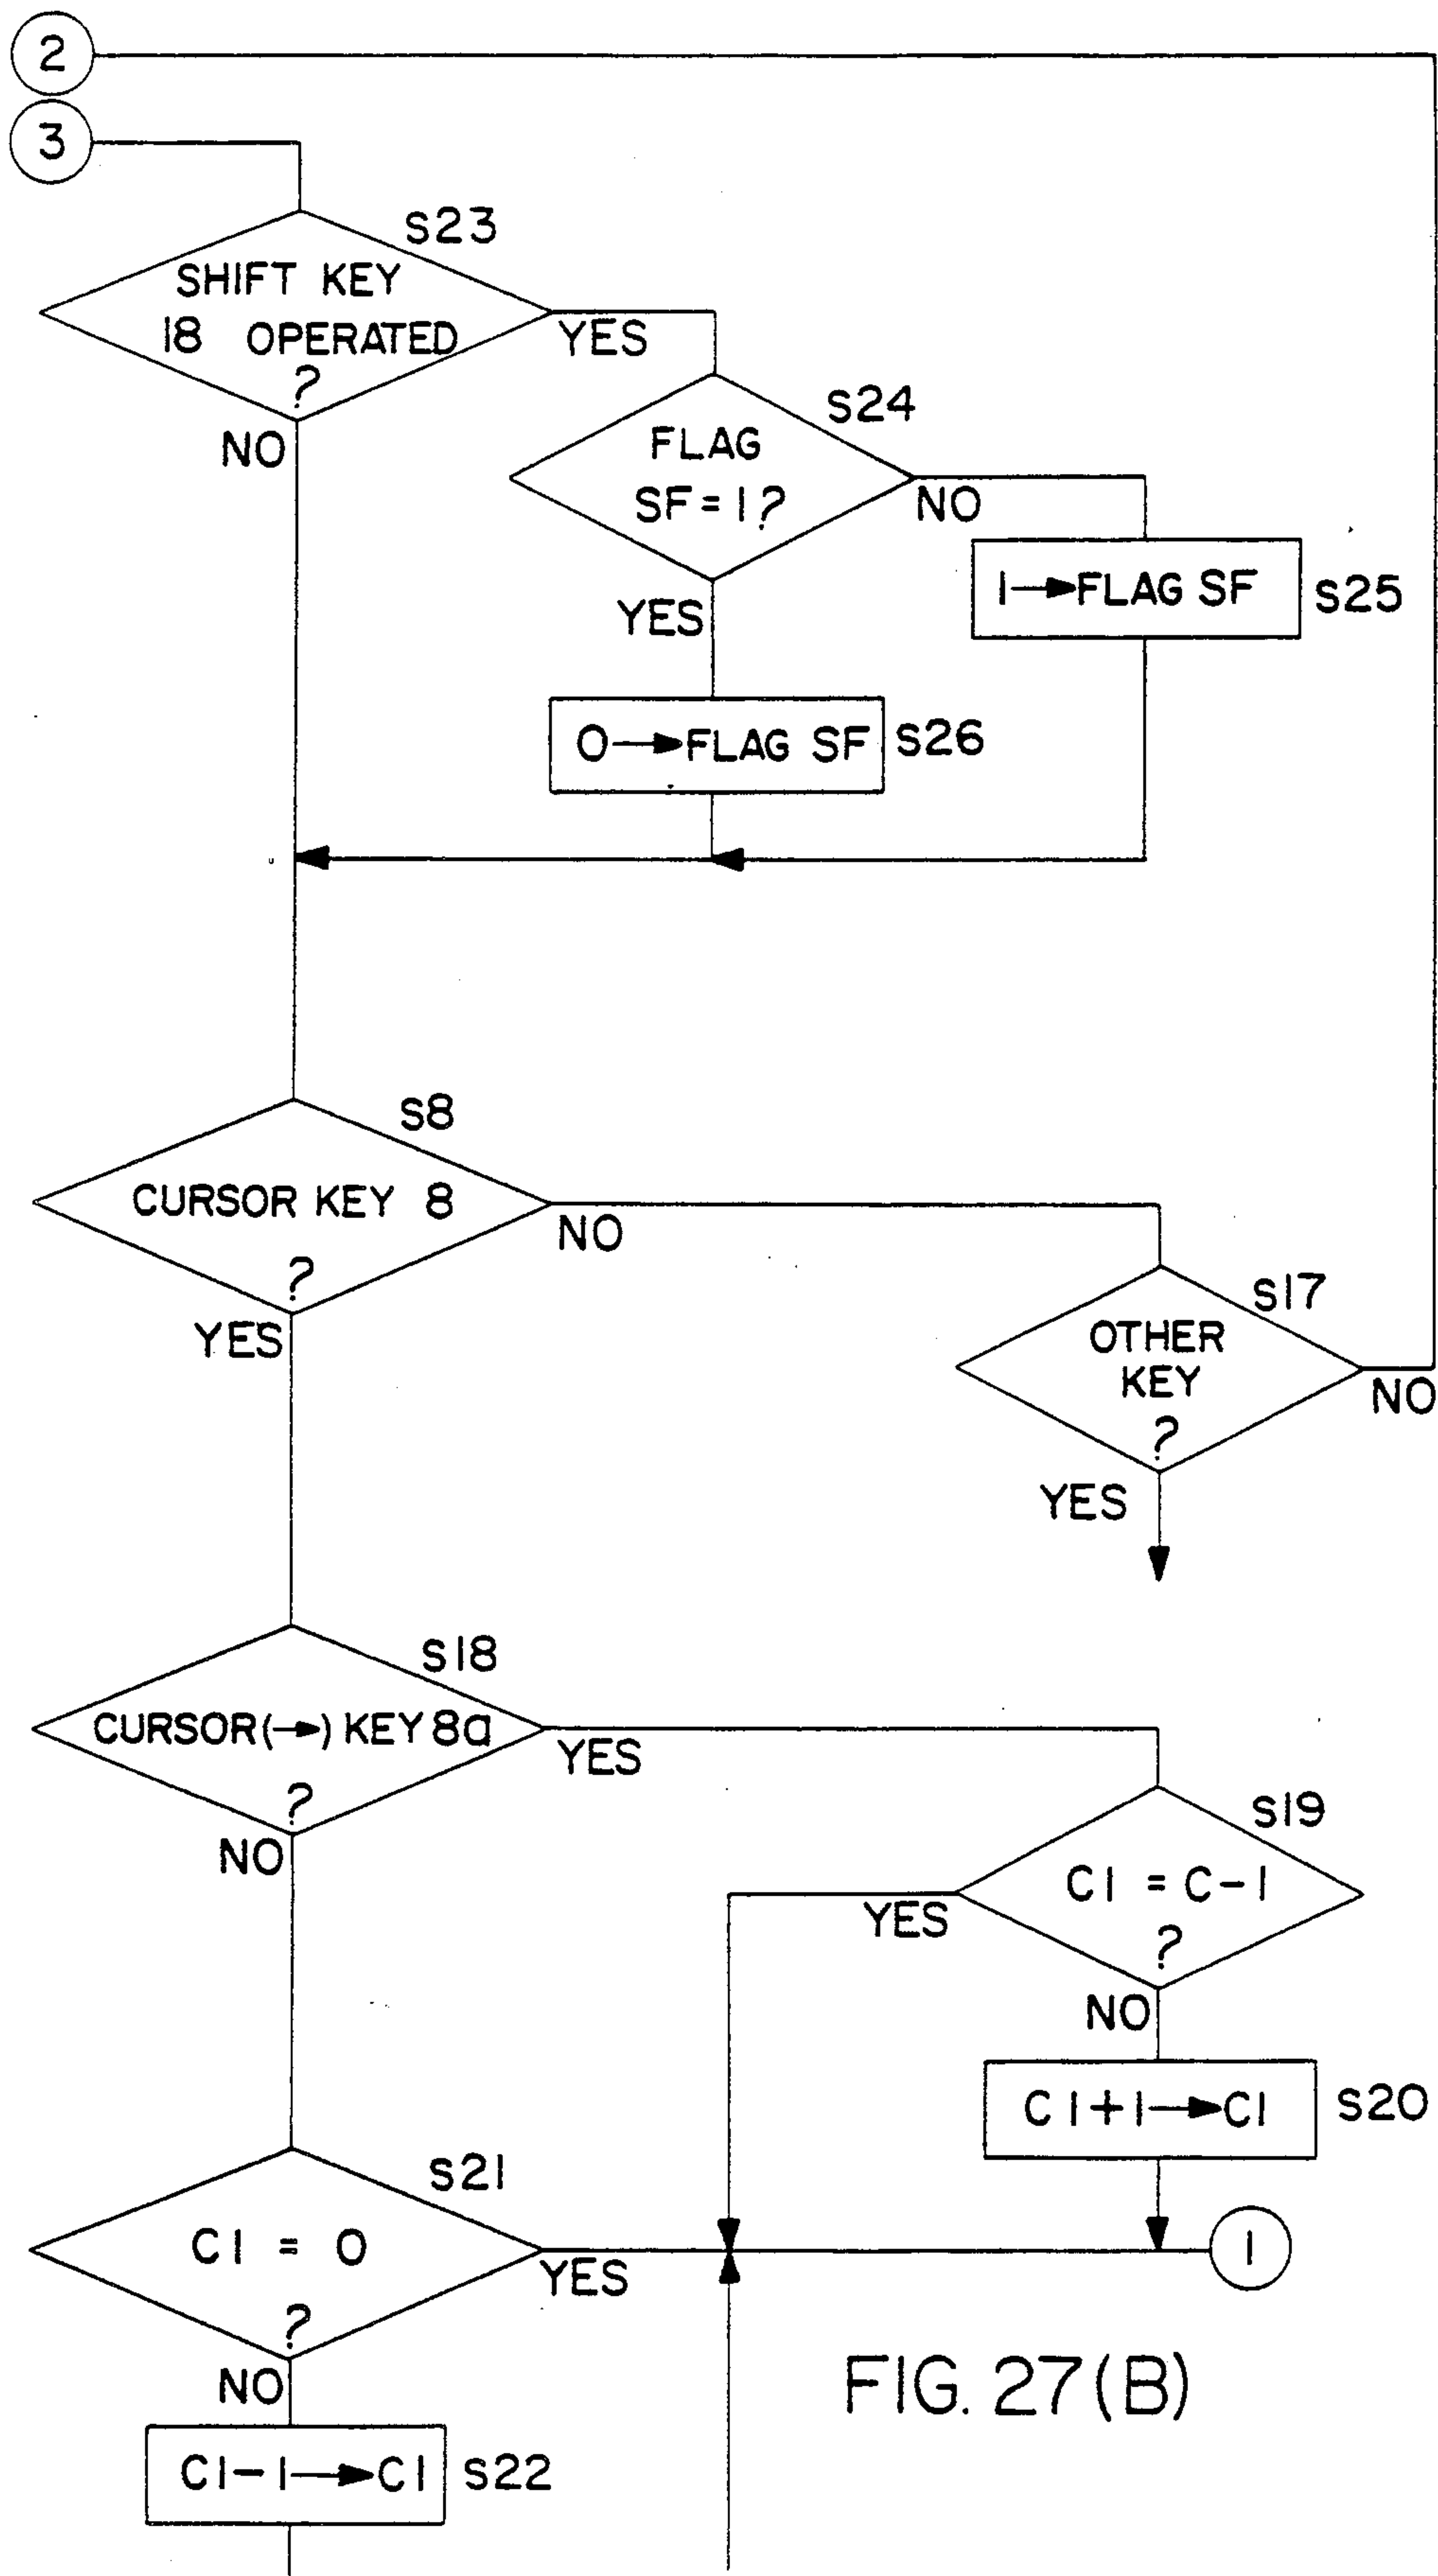 2
3
S23
SHIFT KEY
18 OPERATED
?
YES
NO
S24
FLAG
SF = 1 ?
NO
YES
1→FLAG SF
S25
0→FLAG SF
S26
S8
CURSOR KEY 8
?
NO
YES
S17
OTHER
KEY
?
NO
YES
S18
CURSOR(→) KEY 8a
?
YES
NO
S19
C1 = C-1
?
YES
NO
C1+1→C1
S20
S21
C1 = 0
?
YES
1
NO
C1-1→C1
S22
FIG. 27(B)